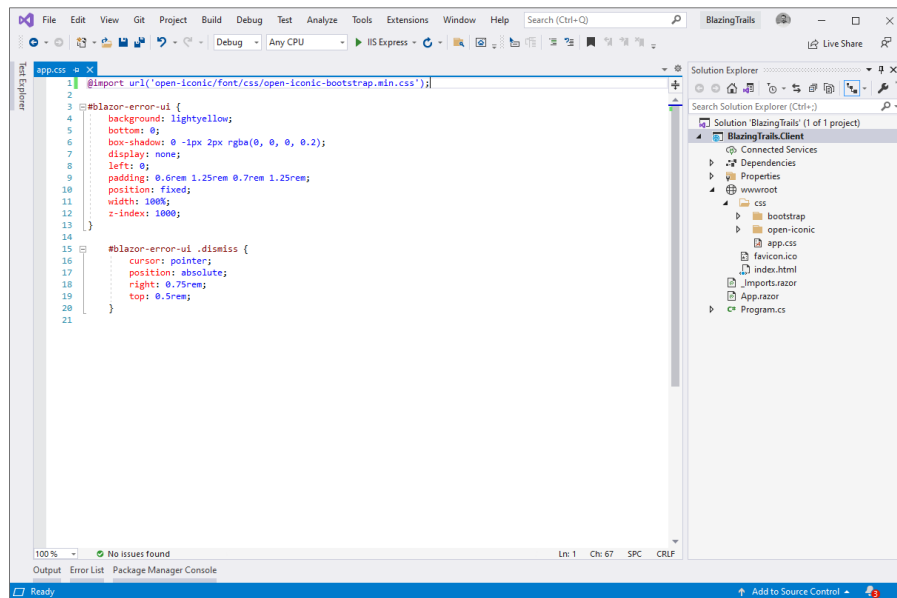 File Edit View Git Project Build Debug Test Analyze Tools Extensions Window Help Search (Ctrl+Q) BlazingTrails
Debug Any CPU IIS Express Live Share
Test Explorer
app.css
1 @import url('open-iconic/font/css/open-iconic-bootstrap.min.css');
2
3 #blazor-error-ui {
4 background: lightyellow;
5 bottom: 0;
6 box-shadow: 0 -1px 2px rgba(0, 0, 0, 0.2);
7 display: none;
8 left: 0;
9 padding: 0.6rem 1.25rem 0.7rem 1.25rem;
10 position: fixed;
11 width: 100%;
12 z-index: 1000;
13 }
14
15 #blazor-error-ui .dismiss {
16 cursor: pointer;
17 position: absolute;
18 right: 0.75rem;
19 top: 0.5rem;
20 }
21
100 % No issues found Ln: 1 Ch: 67 SPC CRLF
Solution Explorer
Search Solution Explorer (Ctrl+;)
Solution 'BlazingTrails' (1 of 1 project)
BlazingTrails.Client
Connected Services
Dependencies
Properties
wwwroot
css
bootstrap
open-iconic
app.css
favicon.ico
index.html
_Imports.razor
App.razor
C# Program.cs
Output Error List Package Manager Console
Ready Add to Source Control 3